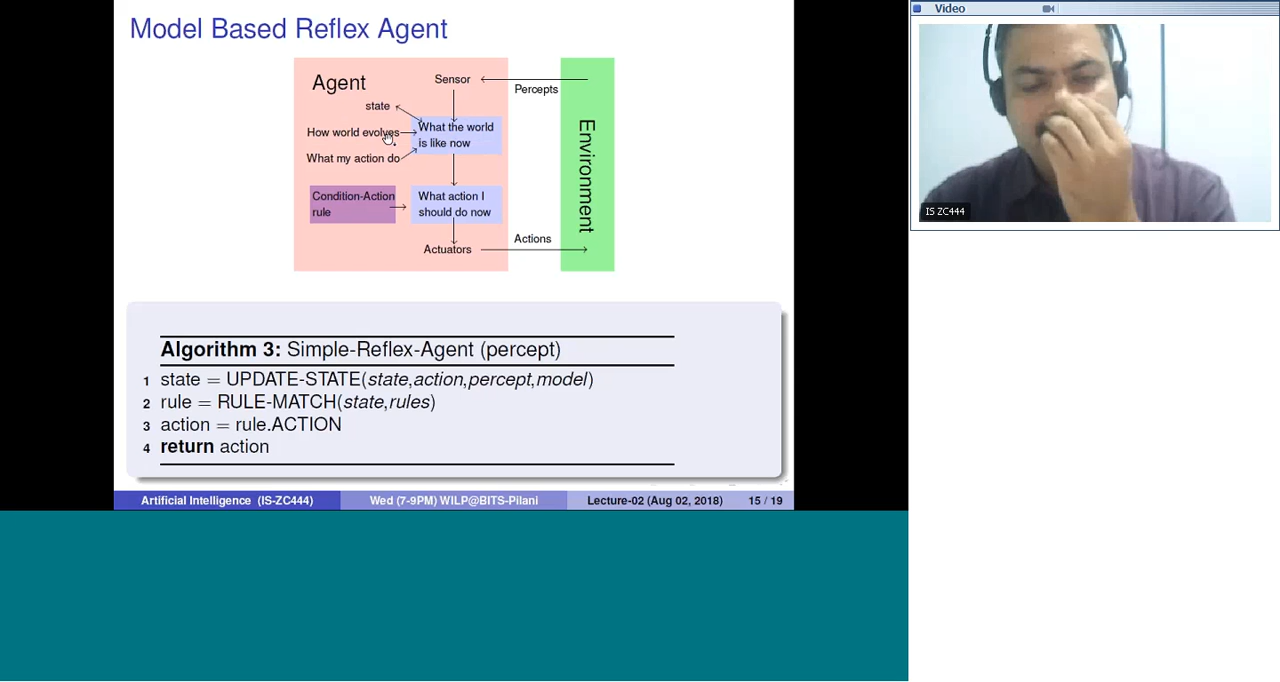 Model Based Reflex Agent
Agent
Sensor
Percepts
state
How world evolves
What the world
is like now
What my action do
Condition-Action
rule
What action I
should do now
Environment
Actions
Actuators
Algorithm 3: Simple-Reflex-Agent (percept)
1 state = UPDATE-STATE(state,action,percept,model)
2 rule = RULE-MATCH(state,rules)
3 action = rule.ACTION
4 return action
Artificial Intelligence (IS-ZC444) Wed (7-9PM) WILP@BITS-Pilani Lecture-02 (Aug 02, 2018) 15 / 19
Video
IS ZC444